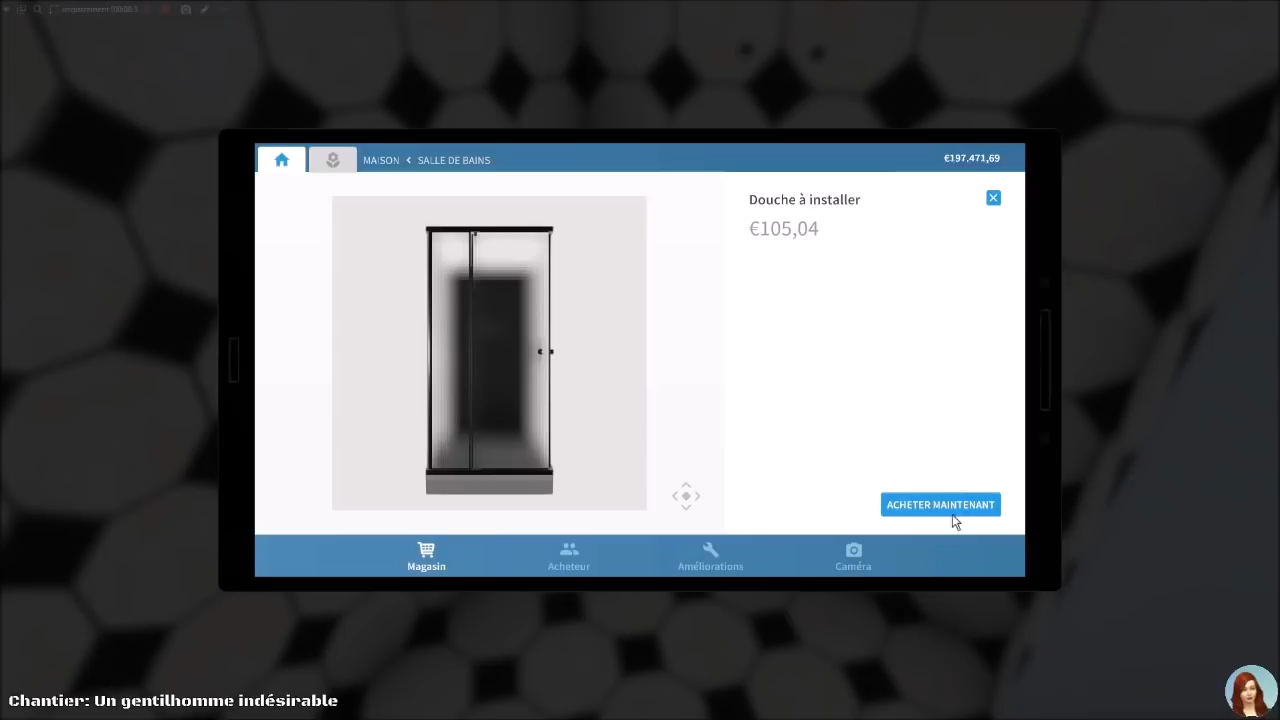 MAISON < SALLE DE BAINS
€197.471,69
Douche à installer
€105,04
ACHETER MAINTENANT
Magasin
Acheteur
Améliorations
Caméra
Chantier: Un gentilhomme indésirable